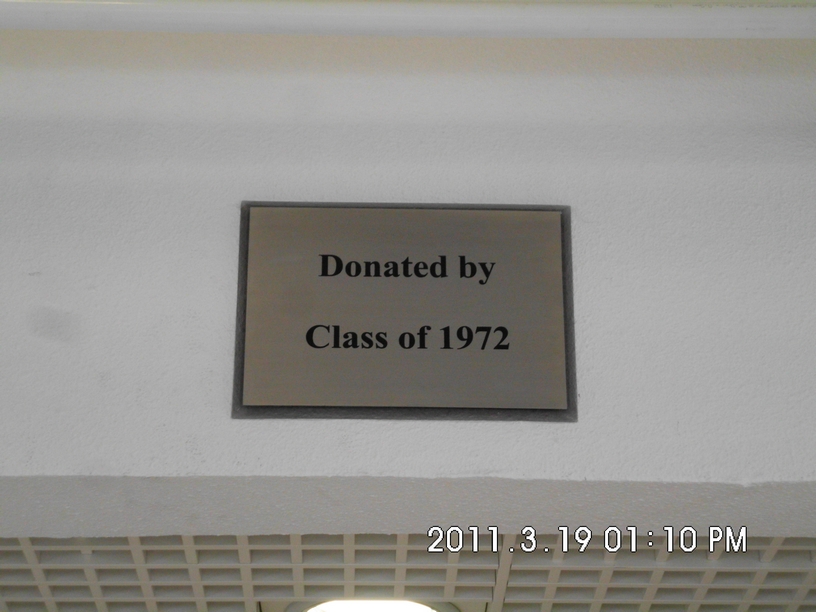 Donated by
Class of 1972
2011.3.19 01:10 PM